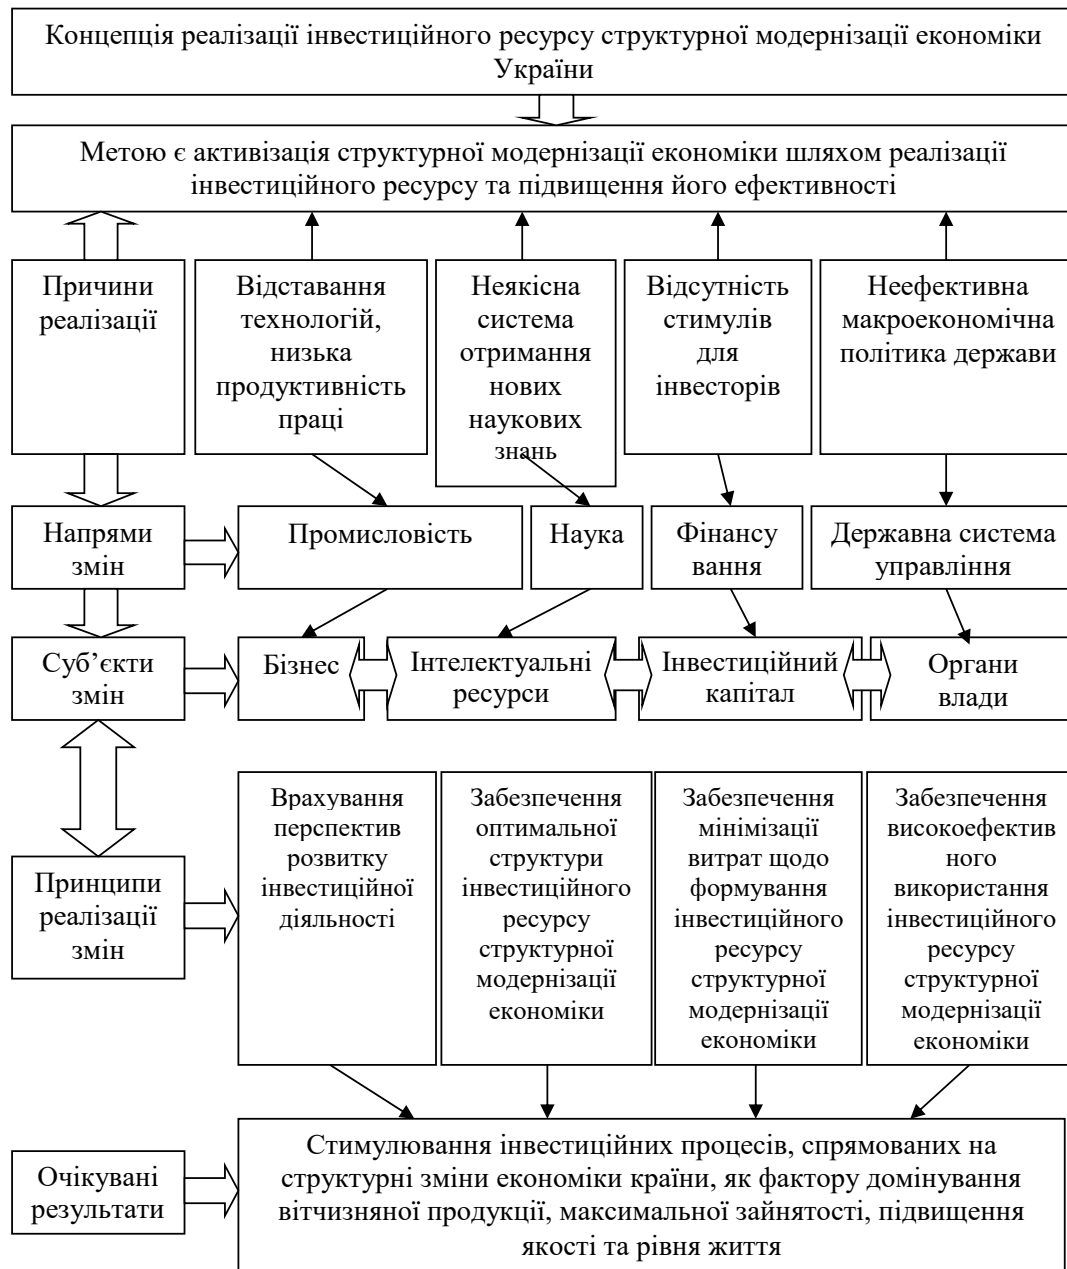 Концепція реалізації інвестиційного ресурсу структурної модернізації економіки
України
Метою є активізація структурної модернізації економіки шляхом реалізації
інвестиційного ресурсу та підвищення його ефективності
Причини
реалізації
Відставання
технологій,
низька
продуктивність
праці
Неякісна
система
отримання
нових
наукових
знань
Відсутність
стимулів
для
інвесторів
Неефективна
макроекономічна
політика держави
Напрями
змін
Промисловість
Наука
Фінансу
вання
Державна система
управління
Суб’єкти
змін
Бізнес
Інтелектуальні
ресурси
Інвестиційний
капітал
Органи
влади
Принципи
реалізації
змін
Врахування
перспектив
розвитку
інвестиційної
діяльності
Забезпечення
оптимальної
структури
інвестиційного
ресурсу
структурної
модернізації
економіки
Забезпечення
мінімізації
витрат щодо
формування
інвестиційного
ресурсу
структурної
модернізації
економіки
Забезпечення
високоефектив
ного
використання
інвестиційного
ресурсу
структурної
модернізації
економіки
Очікувані
результати
Стимулювання інвестиційних процесів, спрямованих на
структурні зміни економіки країни, як фактору домінування
вітчизняної продукції, максимальної зайнятості, підвищення
якості та рівня життя